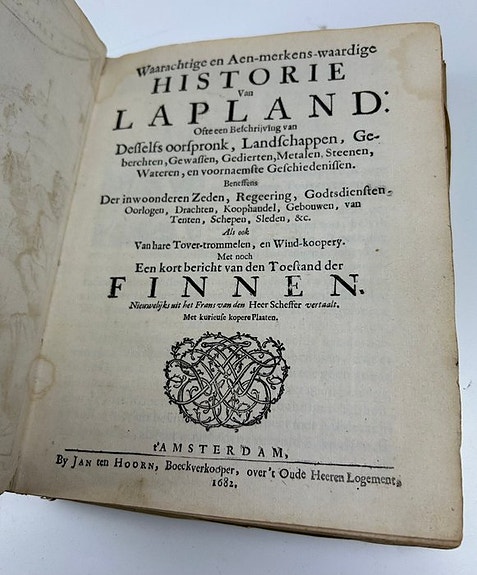 Waarachtige en Aen-merkens-waardige
HISTORIE
Van
LAPLAND:
Ofte een Beschrijving van
Desselfs oorspronk, Landschappen, Ge-
berchten, Gewassen, Gedierten, Metalen, Steenen,
Wateren, en voornaemste Geschiedenissen.
Beneffens
Der inwoonderen Zeden, Regeering, Godtsdiensten,
Oorlogen, Drachten, Koophandel, Gebouwen, van
Tenten, Schepen, Sleden, &c.
Als ook
Van hare Tover-trommelen, en Wind-koopery.
Met noch
Een kort bericht van den Toestand der
FINNEN.
Nieuwelijks uit het Frans van den Heer Scheffer vertaalt.
Met kurieuse kopere Plaaten.
t'AMSTERDAM,
By JAN ten HOORN, Boeckverkooper, over 't Oude Heeren Logement,
1682.